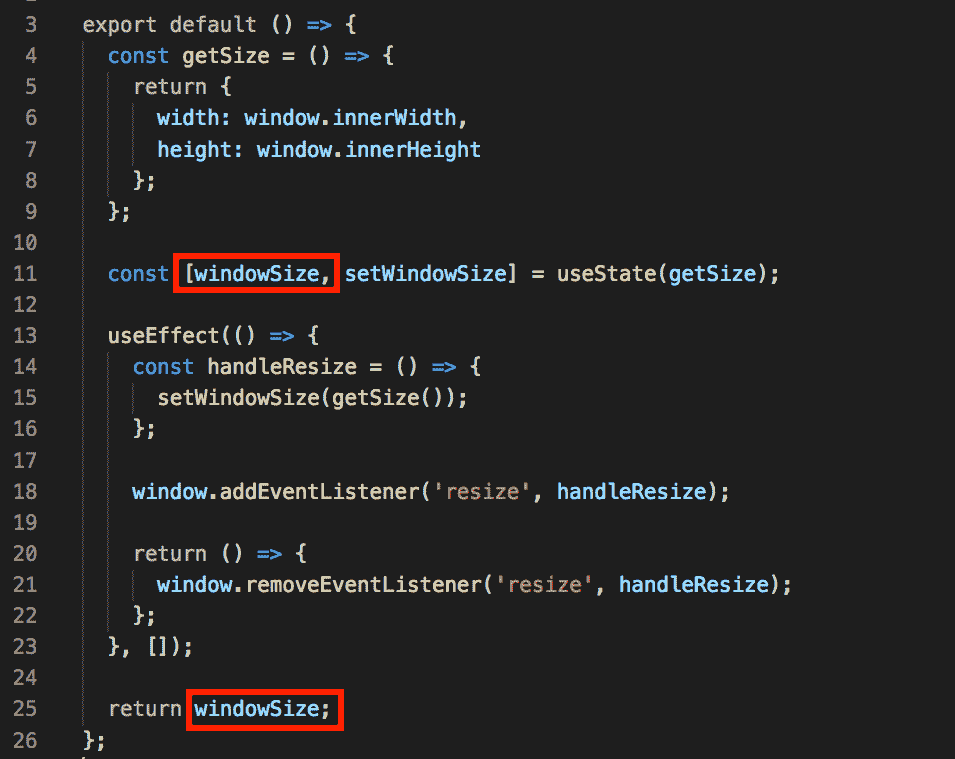 3 export default () => {
4 const getSize = () => {
5 return {
6 width: window.innerWidth,
7 height: window.innerHeight
8 };
9 };
10
11 const [windowSize, setWindowSize] = useState(getSize);
12
13 useEffect(() => {
14 const handleResize = () => {
15 setWindowSize(getSize());
16 };
17
18 window.addEventListener('resize', handleResize);
19
20 return () => {
21 window.removeEventListener('resize', handleResize);
22 };
23 }, []);
24
25 return windowSize;
26 };